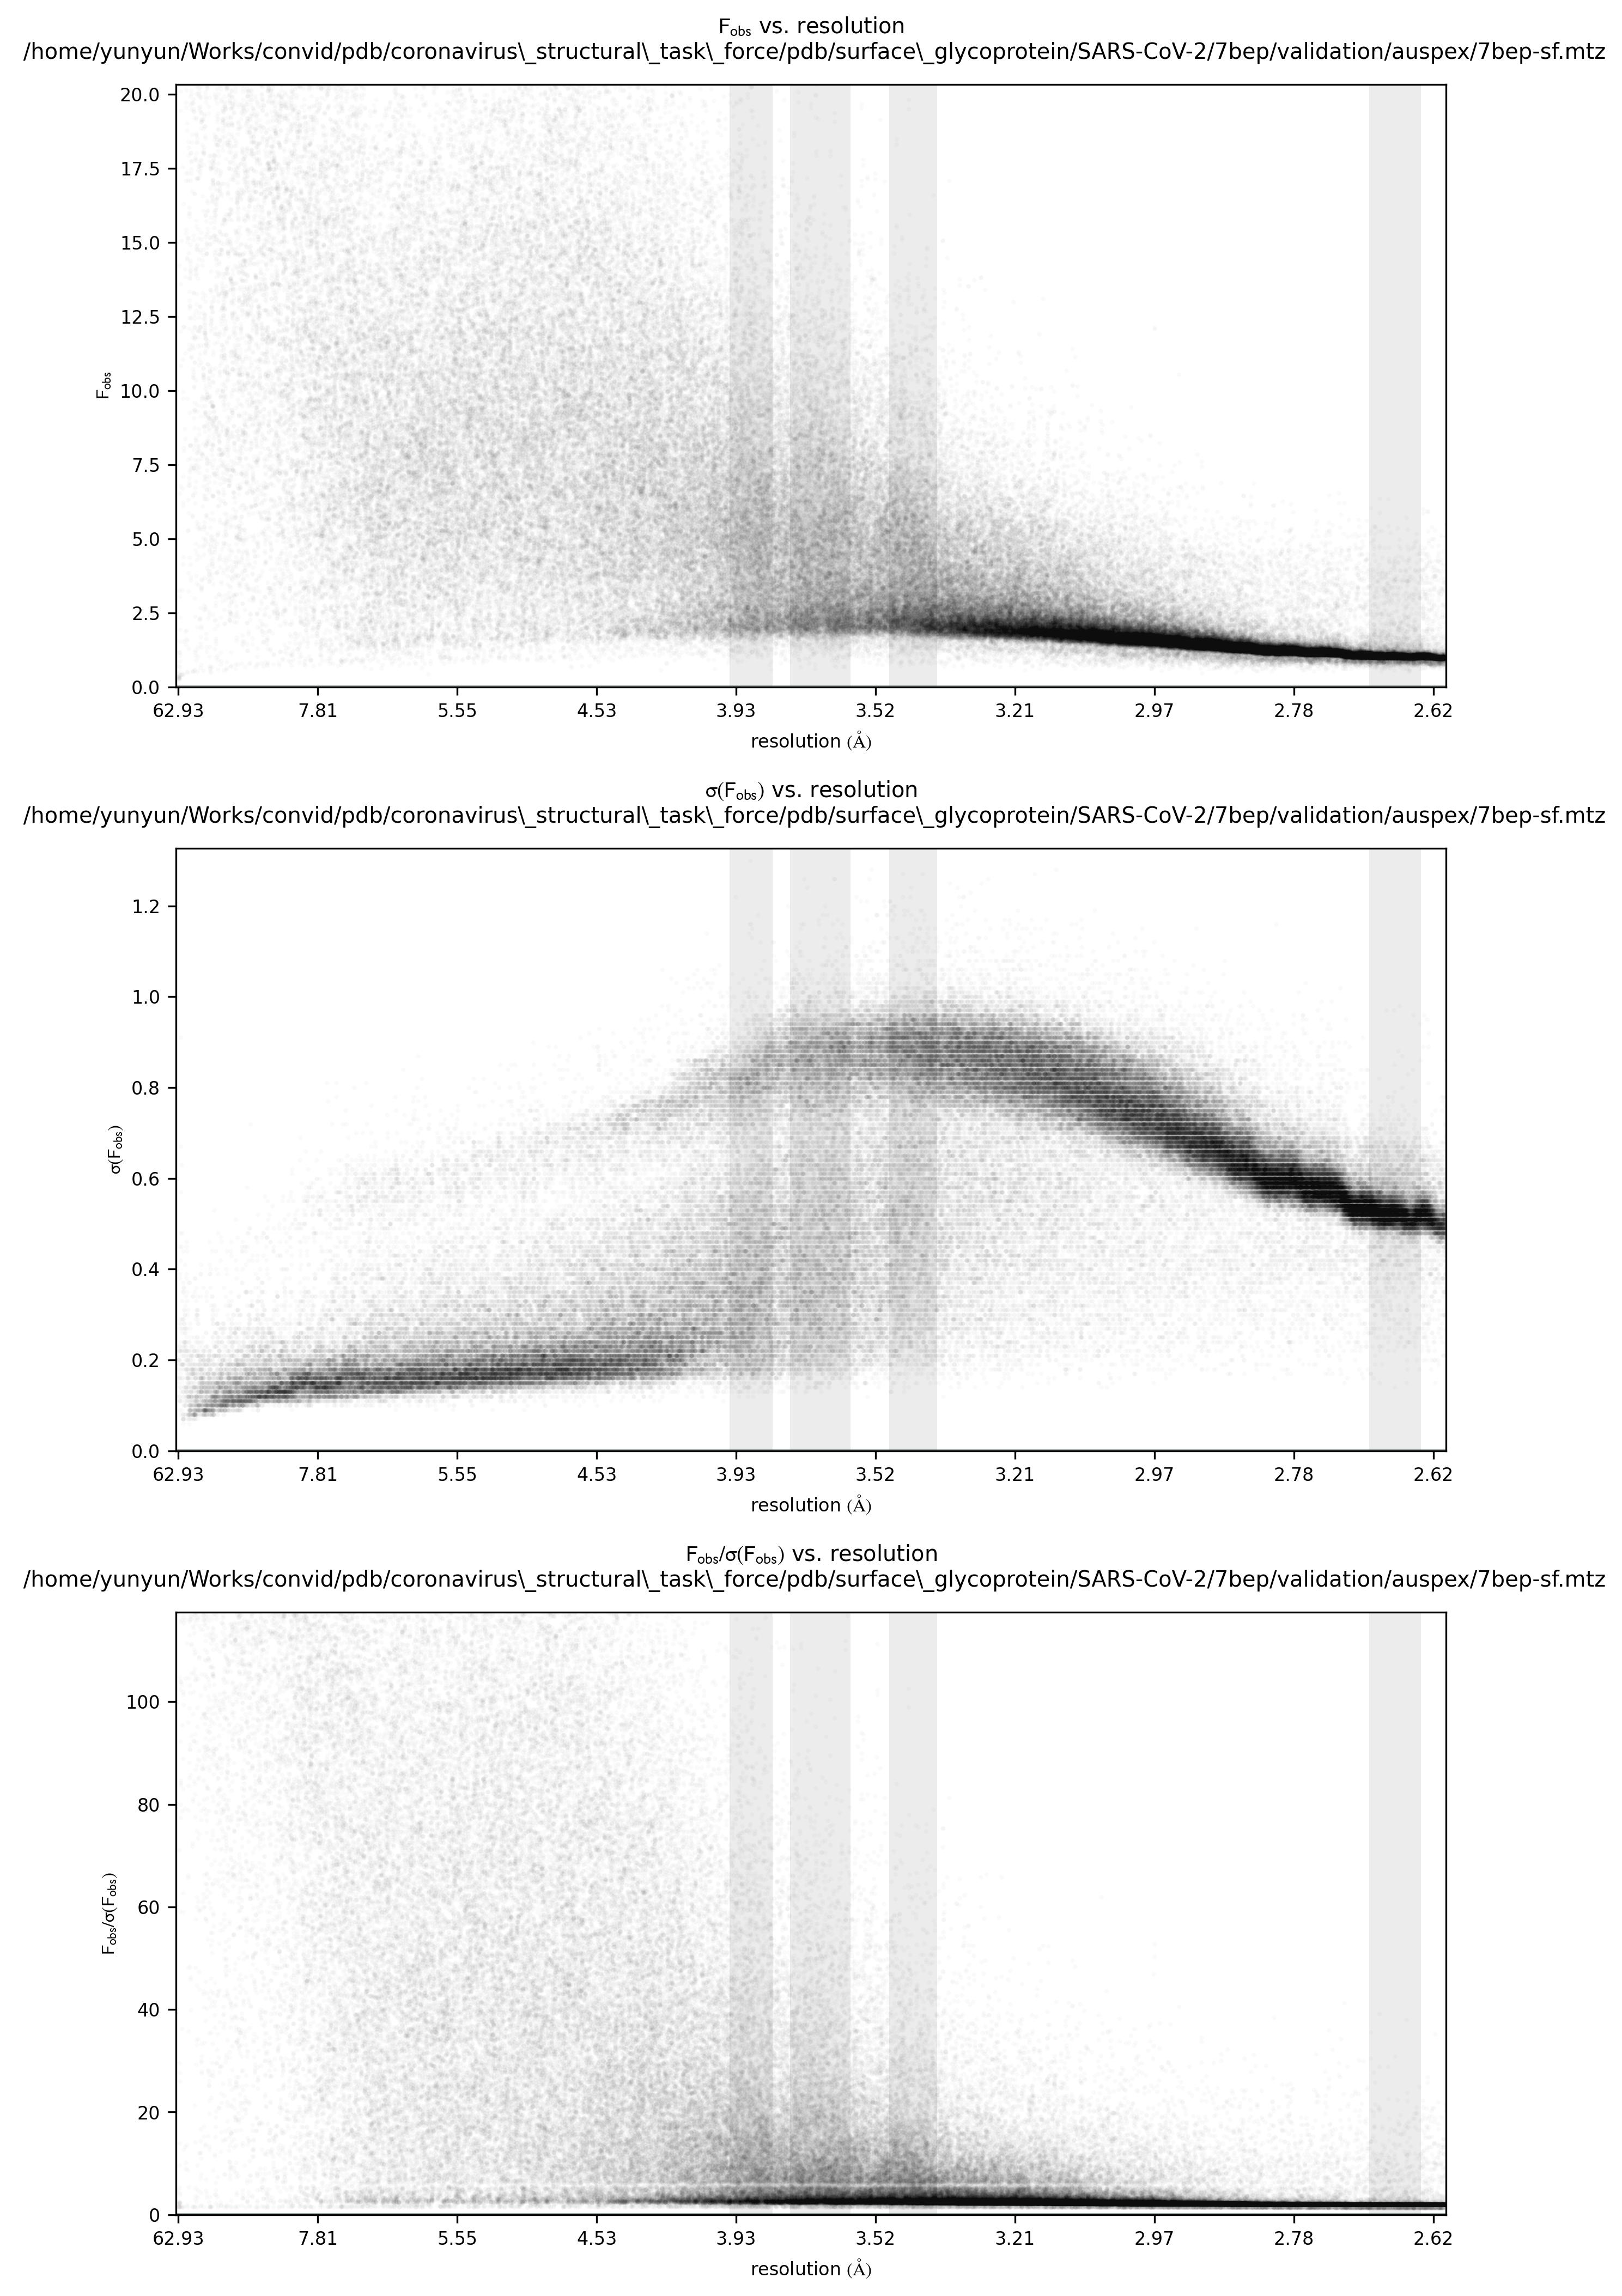 F_obs vs. resolution
/home/yunyun/Works/convid/pdb/coronavirus\_structural\_task\_force/pdb/surface\_glycoprotein/SARS-CoV-2/7bep/validation/auspex/7bep-sf.mtz
20.0
17.5
15.0
12.5
10.0
7.5
5.0
2.5
0.0
F_obs
62.93 7.81 5.55 4.53 3.93 3.52 3.21 2.97 2.78 2.62
resolution (Å)
σ(F_obs) vs. resolution
/home/yunyun/Works/convid/pdb/coronavirus\_structural\_task\_force/pdb/surface\_glycoprotein/SARS-CoV-2/7bep/validation/auspex/7bep-sf.mtz
1.2
1.0
0.8
0.6
0.4
0.2
0.0
σ(F_obs)
62.93 7.81 5.55 4.53 3.93 3.52 3.21 2.97 2.78 2.62
resolution (Å)
F_obs/σ(F_obs) vs. resolution
/home/yunyun/Works/convid/pdb/coronavirus\_structural\_task\_force/pdb/surface\_glycoprotein/SARS-CoV-2/7bep/validation/auspex/7bep-sf.mtz
100
80
60
40
20
0
F_obs/σ(F_obs)
62.93 7.81 5.55 4.53 3.93 3.52 3.21 2.97 2.78 2.62
resolution (Å)